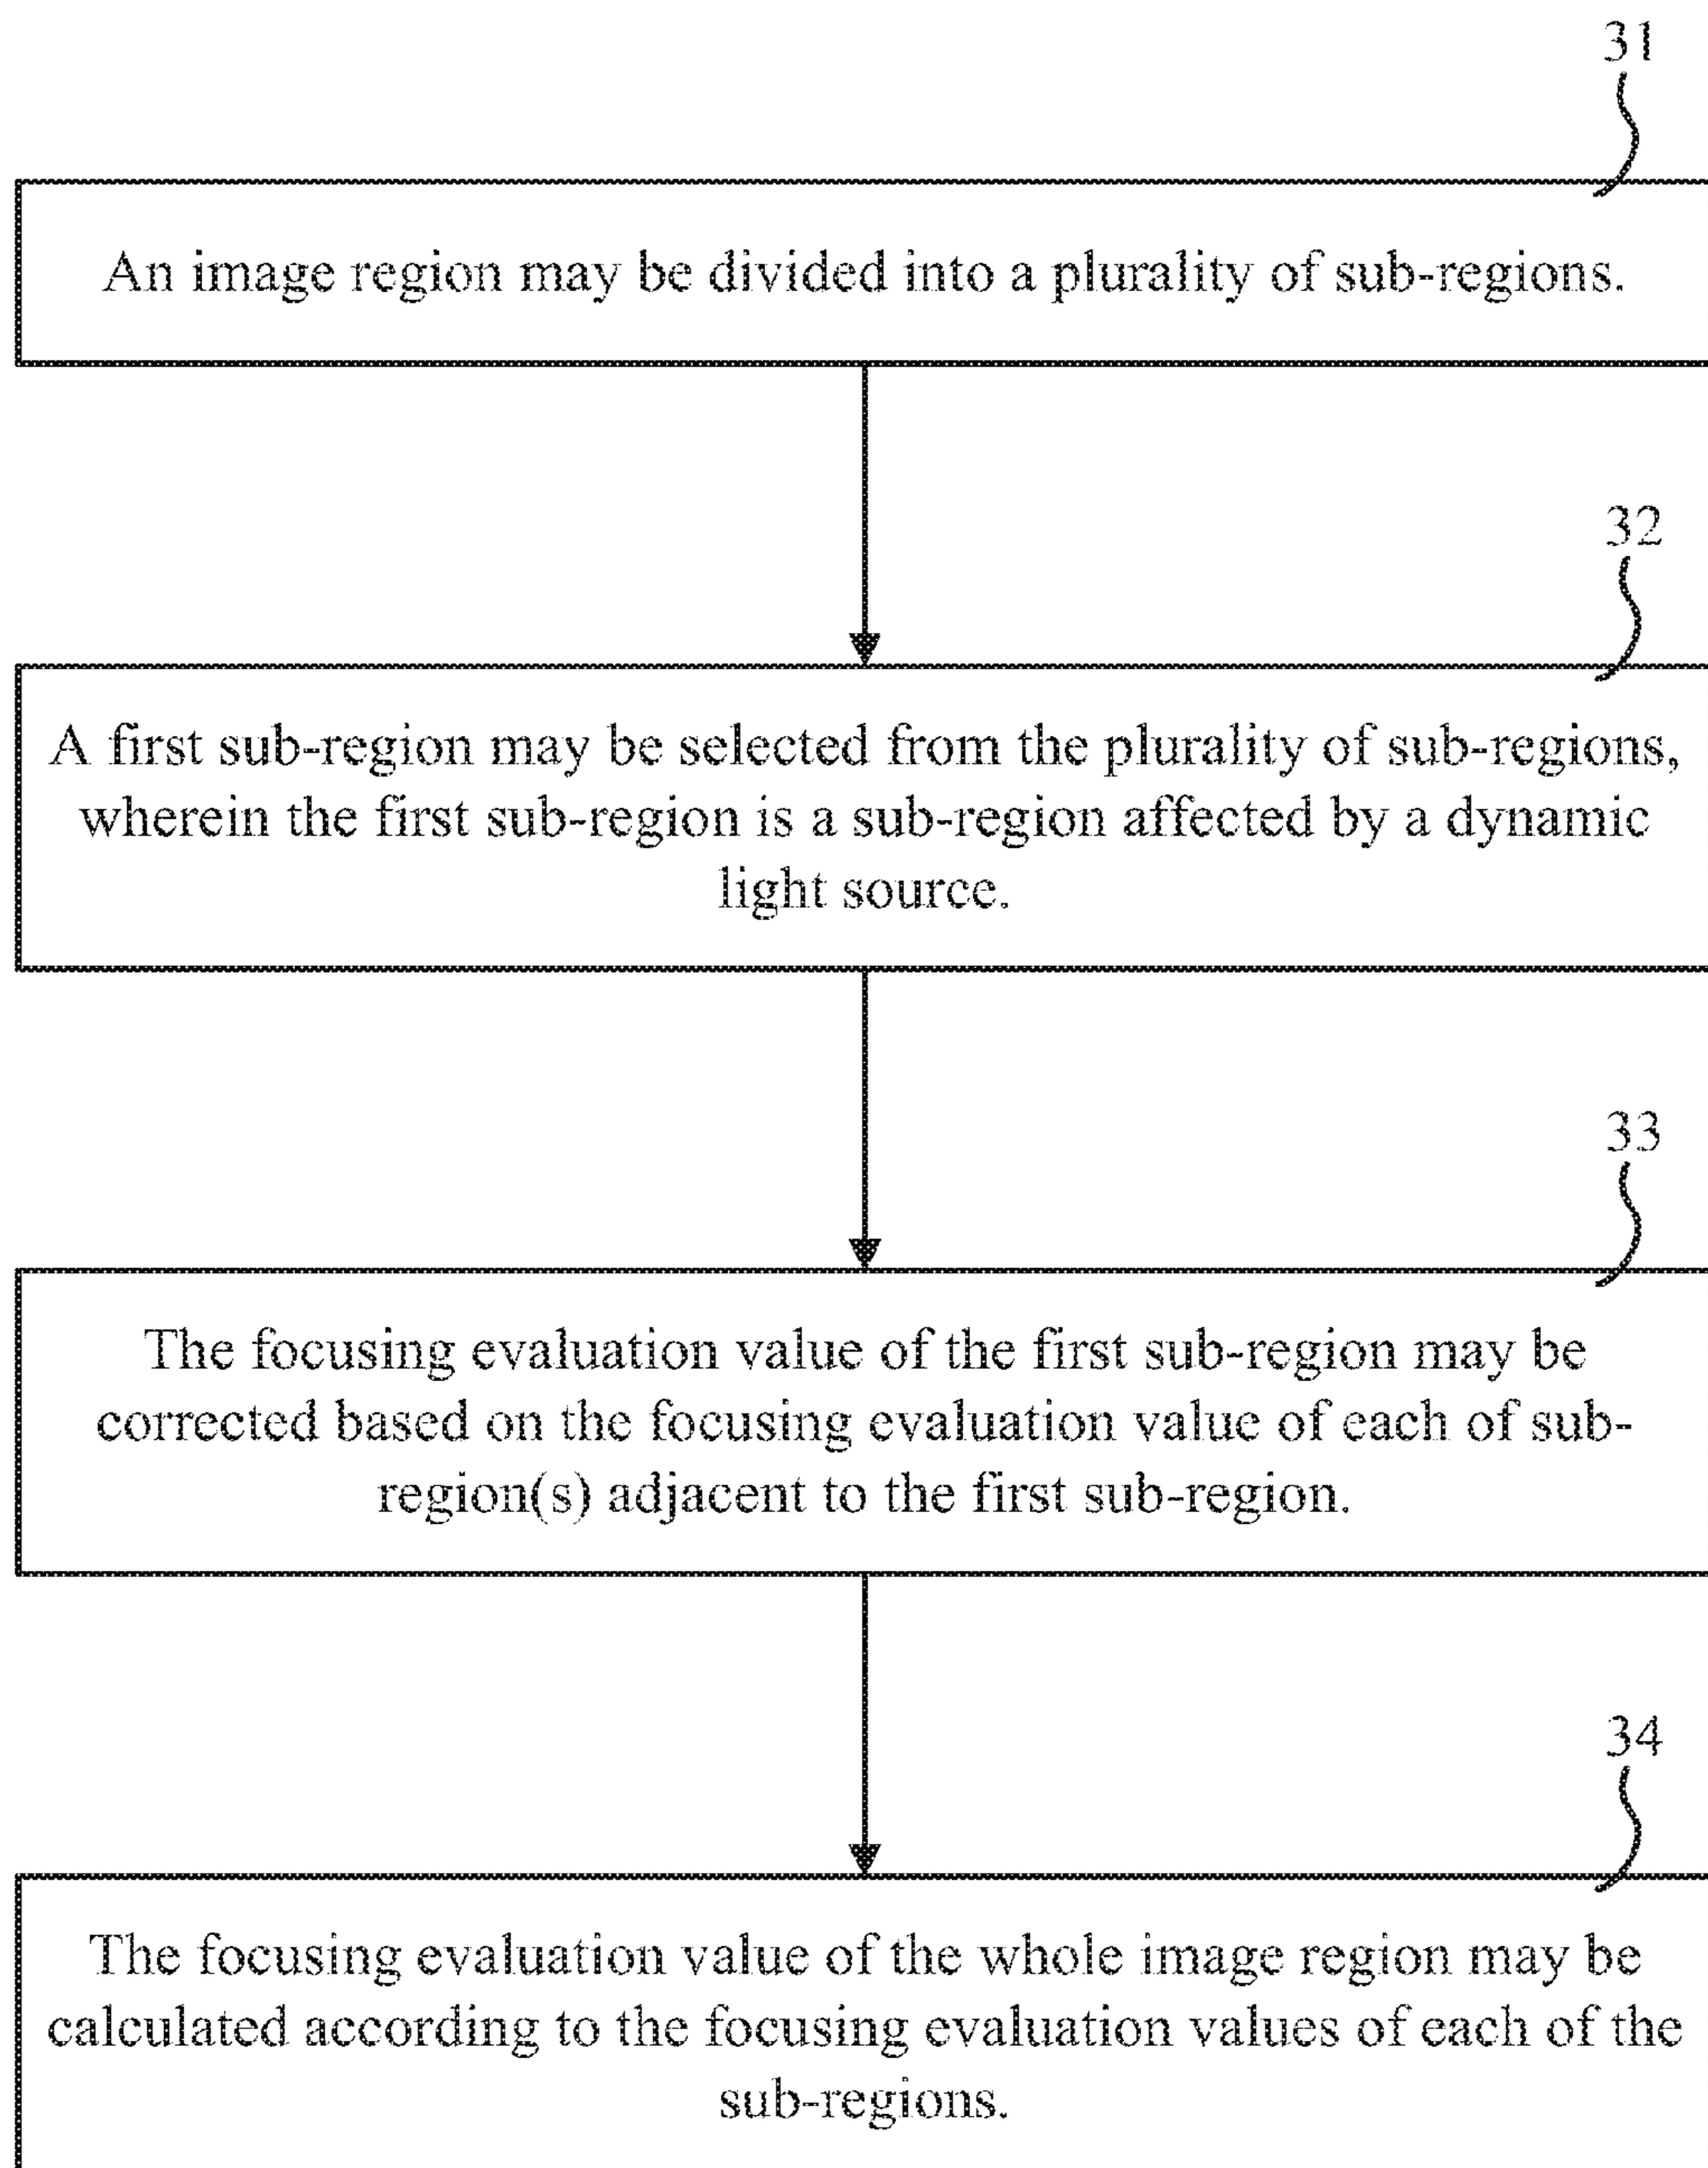 31
An image region may be divided into a plurality of sub-regions.
32
A first sub-region may be selected from the plurality of sub-regions,
wherein the first sub-region is a sub-region affected by a dynamic
light source.
33
The focusing evaluation value of the first sub-region may be
corrected based on the focusing evaluation value of each of sub-
region(s) adjacent to the first sub-region.
34
The focusing evaluation value of the whole image region may be
calculated according to the focusing evaluation values of each of the
sub-regions.